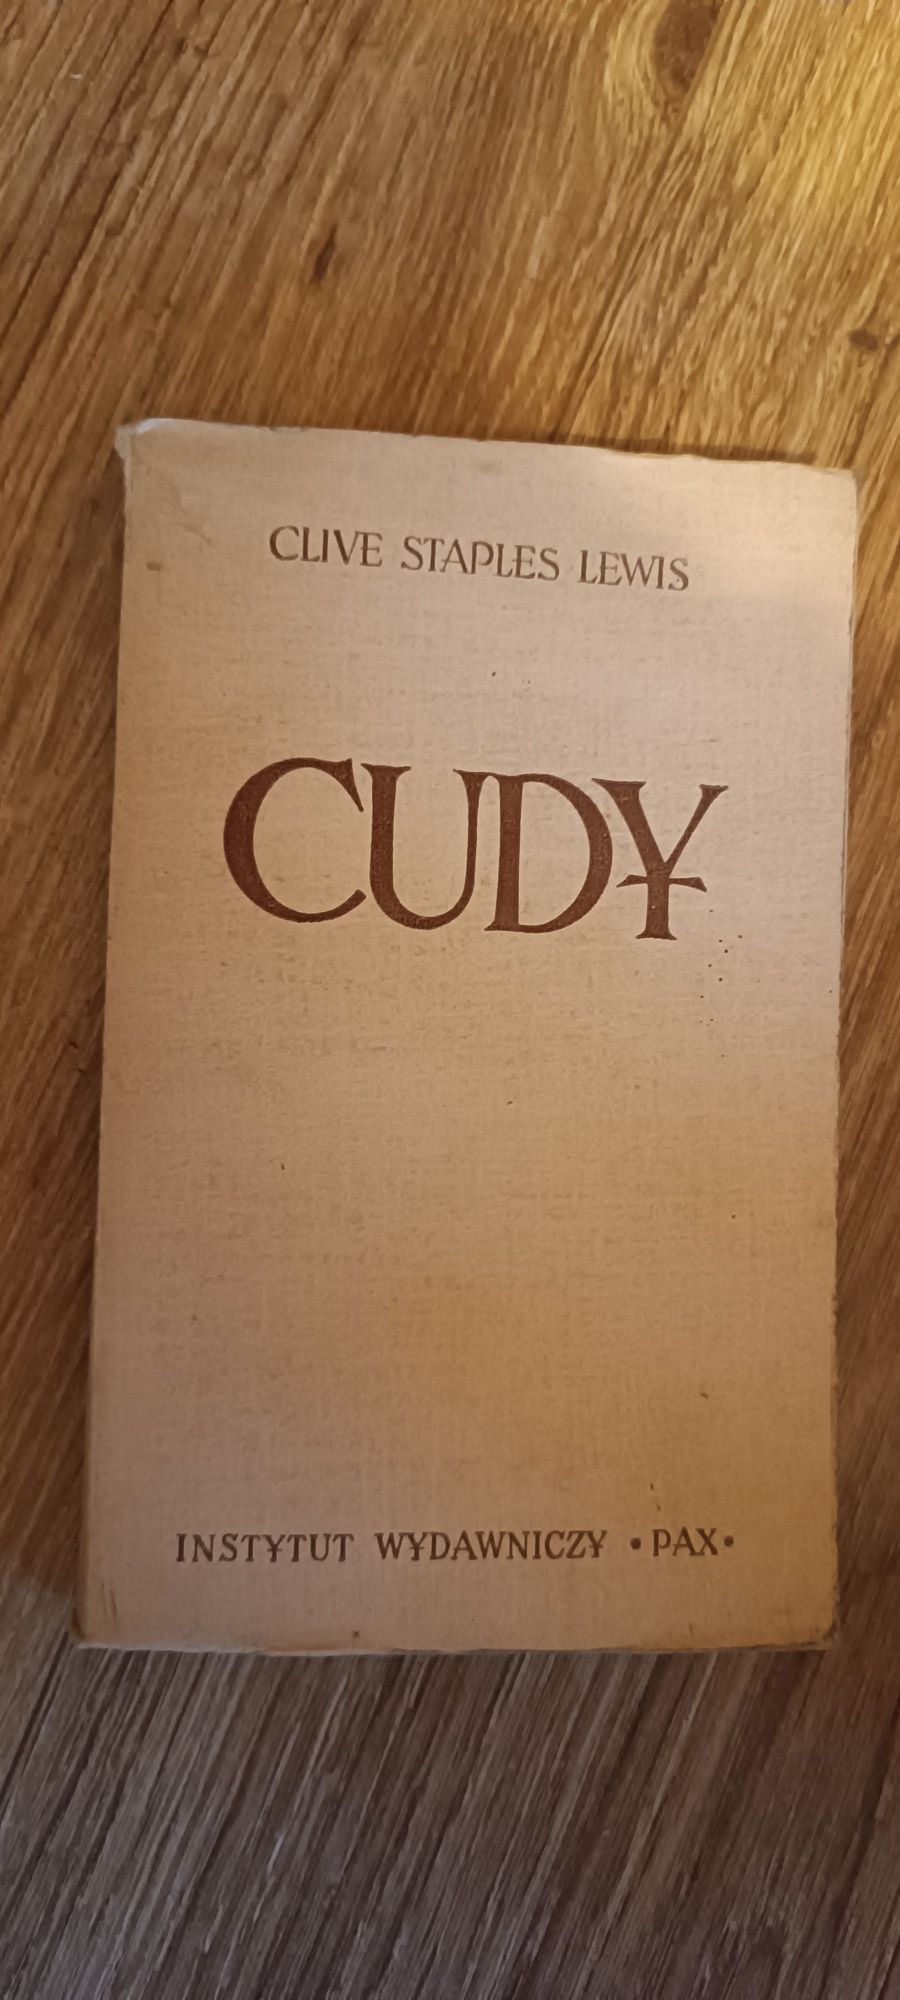 CLIVE STAPLES LEWIS
CUDY
INSTYTUT WYDAWNICZY • PAX •